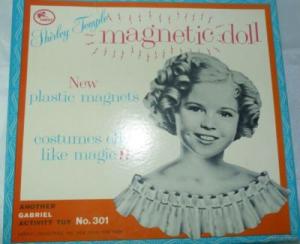 Shirley Temple's
magnetic doll
New
plastic magnets
costumes cling
like magic!!
ANOTHER
GABRIEL
ACTIVITY TOY No. 301